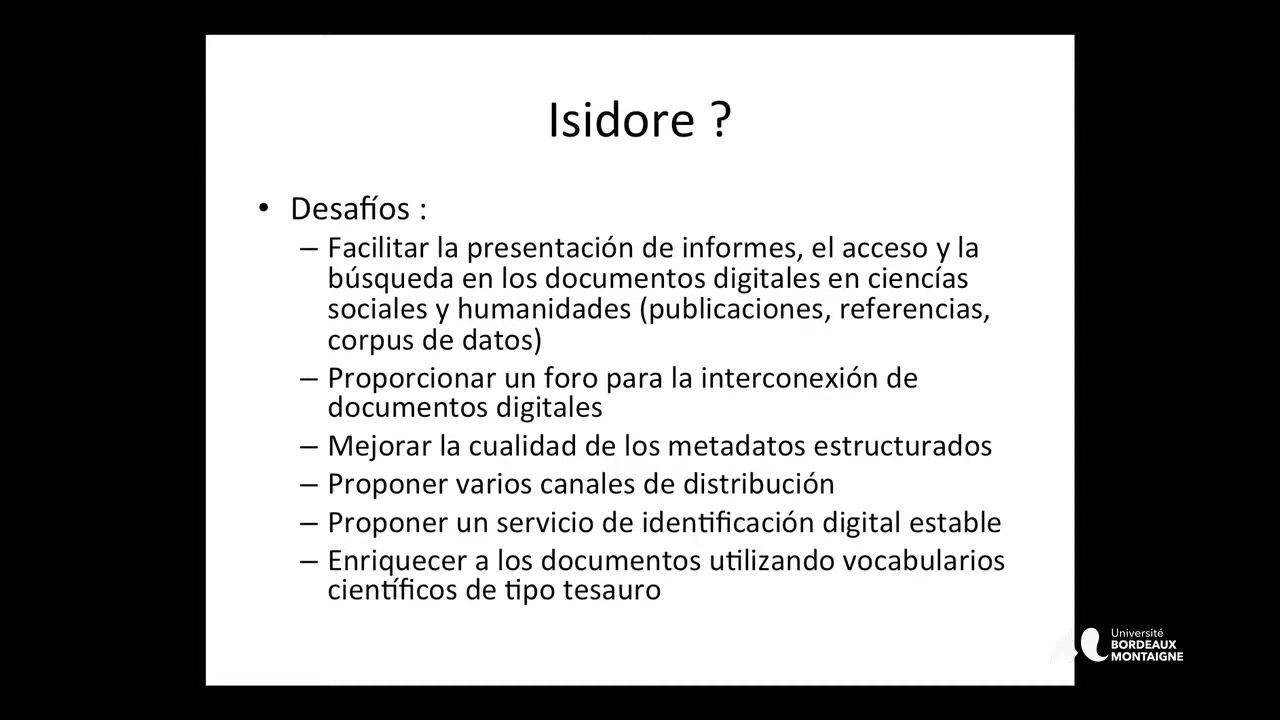 Isidore ?
• Desafíos :
– Facilitar la presentación de informes, el acceso y la
búsqueda en los documentos digitales en ciencías
sociales y humanidades (publicaciones, referencias,
corpus de datos)
– Proporcionar un foro para la interconexión de
documentos digitales
– Mejorar la cualidad de los metadatos estructurados
– Proponer varios canales de distribución
– Proponer un servicio de identificación digital estable
– Enriquecer a los documentos utilizando vocabularios
científicos de tipo tesauro
Université
BORDEAUX
MONTAIGNE